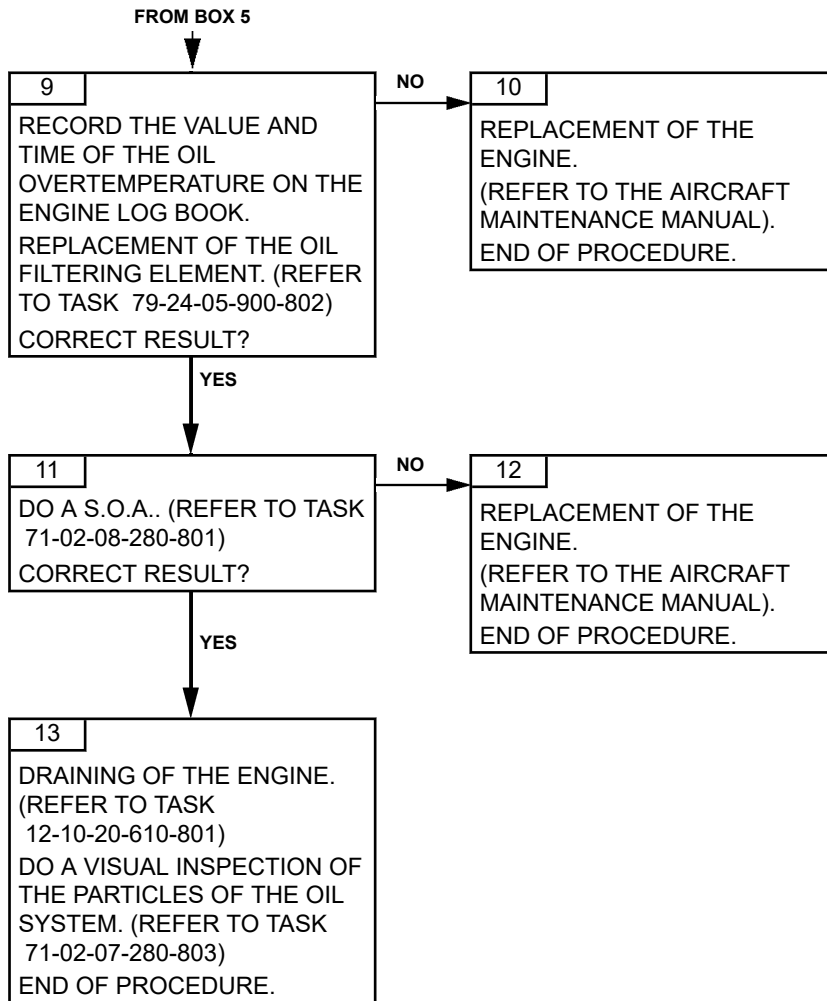 FROM BOX 5
9
RECORD THE VALUE AND
TIME OF THE OIL
OVERTEMPERATURE ON THE
ENGINE LOG BOOK.
REPLACEMENT OF THE OIL
FILTERING ELEMENT. (REFER
TO TASK 79-24-05-900-802)
CORRECT RESULT?
NO
10
REPLACEMENT OF THE
ENGINE.
(REFER TO THE AIRCRAFT
MAINTENANCE MANUAL).
END OF PROCEDURE.
YES
11
DO A S.O.A.. (REFER TO TASK
71-02-08-280-801)
CORRECT RESULT?
NO
12
REPLACEMENT OF THE
ENGINE.
(REFER TO THE AIRCRAFT
MAINTENANCE MANUAL).
END OF PROCEDURE.
YES
13
DRAINING OF THE ENGINE.
(REFER TO TASK
12-10-20-610-801)
DO A VISUAL INSPECTION OF
THE PARTICLES OF THE OIL
SYSTEM. (REFER TO TASK
71-02-07-280-803)
END OF PROCEDURE.